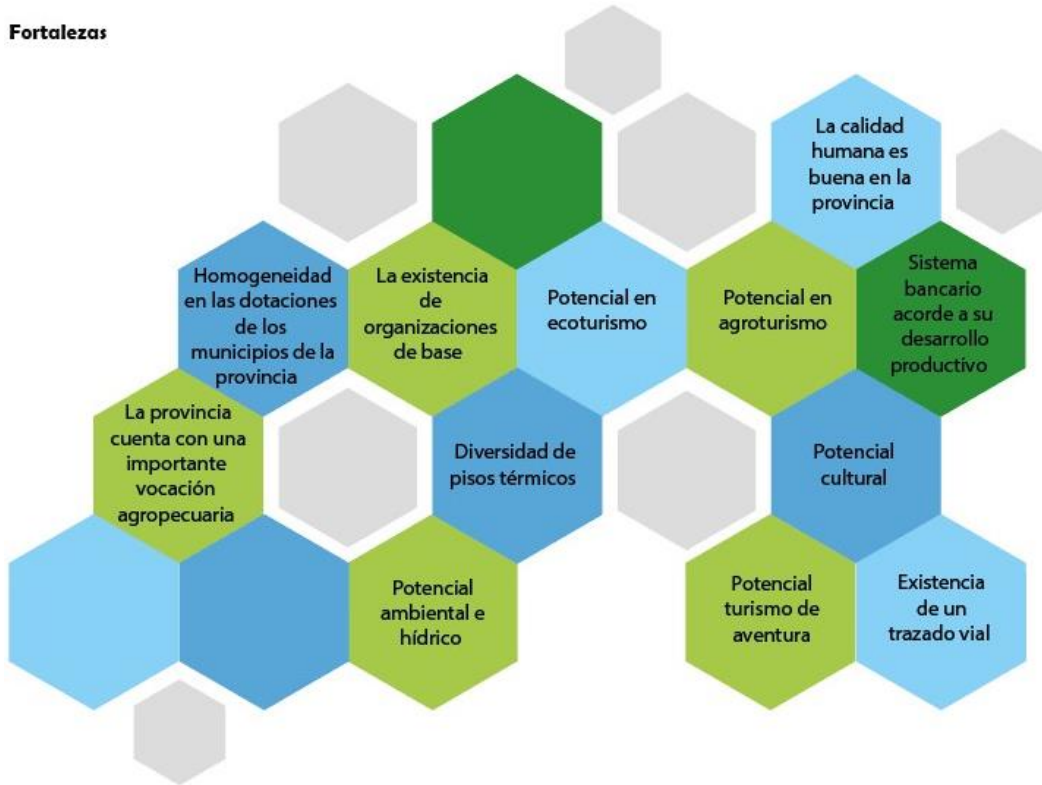 Fortalezas
La calidad
humana es
buena en la
provincia
Homogeneidad
en las dotaciones
de los
municipios de la
provincia
La existencia
de
organizaciones
de base
Potencial en
ecoturismo
Potencial en
agroturismo
Sistema
bancario
acorde a su
desarrollo
productivo
La provincia
cuenta con una
importante
vocación
agropecuaria
Diversidad de
pisos térmicos
Potencial
cultural
Potencial
ambiental e
hídrico
Potencial
turismo de
aventura
Existencia
de un
trazado vial